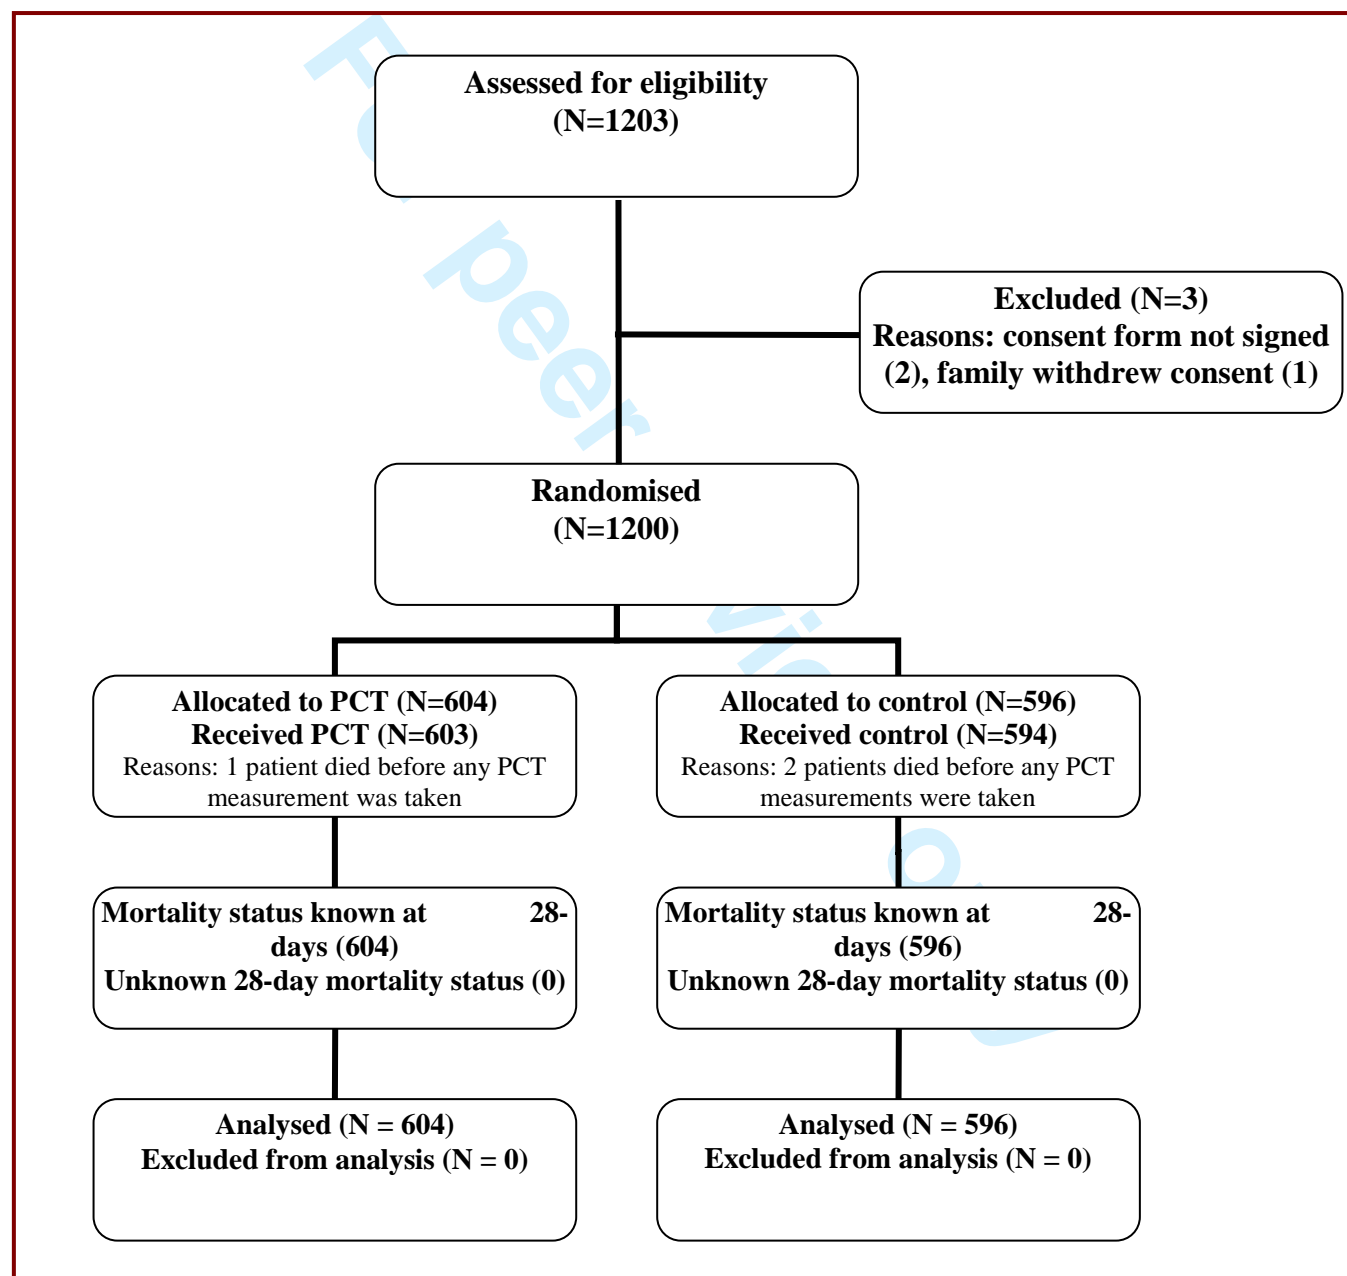 Assessed for eligibility
(N=1203)
Excluded (N=3)
Reasons: consent form not signed
(2), family withdrew consent (1)
Randomised
(N=1200)
Allocated to PCT (N=604)
Received PCT (N=603)
Reasons: 1 patient died before any PCT
measurement was taken
Allocated to control (N=596)
Received control (N=594)
Reasons: 2 patients died before any PCT
measurements were taken
Mortality status known at 28-
days (604)
Unknown 28-day mortality status (0)
Mortality status known at 28-
days (596)
Unknown 28-day mortality status (0)
Analysed (N = 604)
Excluded from analysis (N = 0)
Analysed (N = 596)
Excluded from analysis (N = 0)
peer